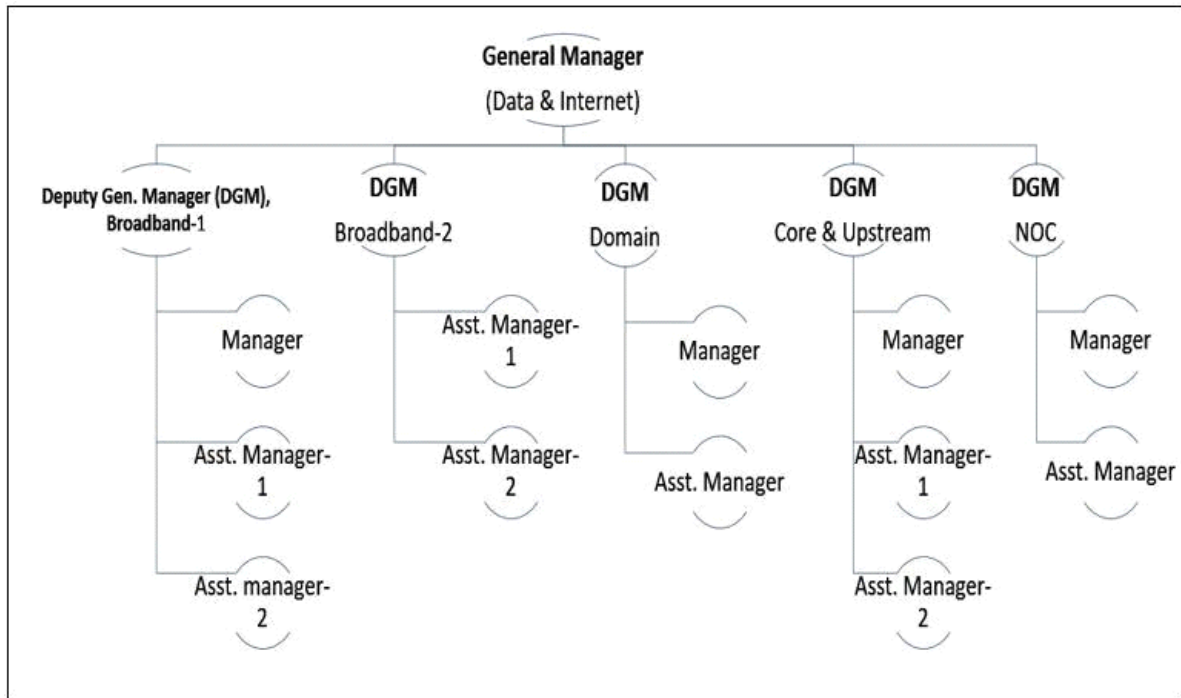 General Manager
(Data & Internet)
Deputy Gen. Manager (DGM),
Broadband-1
DGM
Broadband-2
DGM
Domain
DGM
Core & Upstream
DGM
NOC
Manager
Asst. Manager-
1
Asst. manager-
2
Asst. Manager-
1
Asst. Manager-
2
Manager
Asst. Manager
Manager
Asst. Manager-
1
Asst. Manager-
2
Manager
Asst. Manager